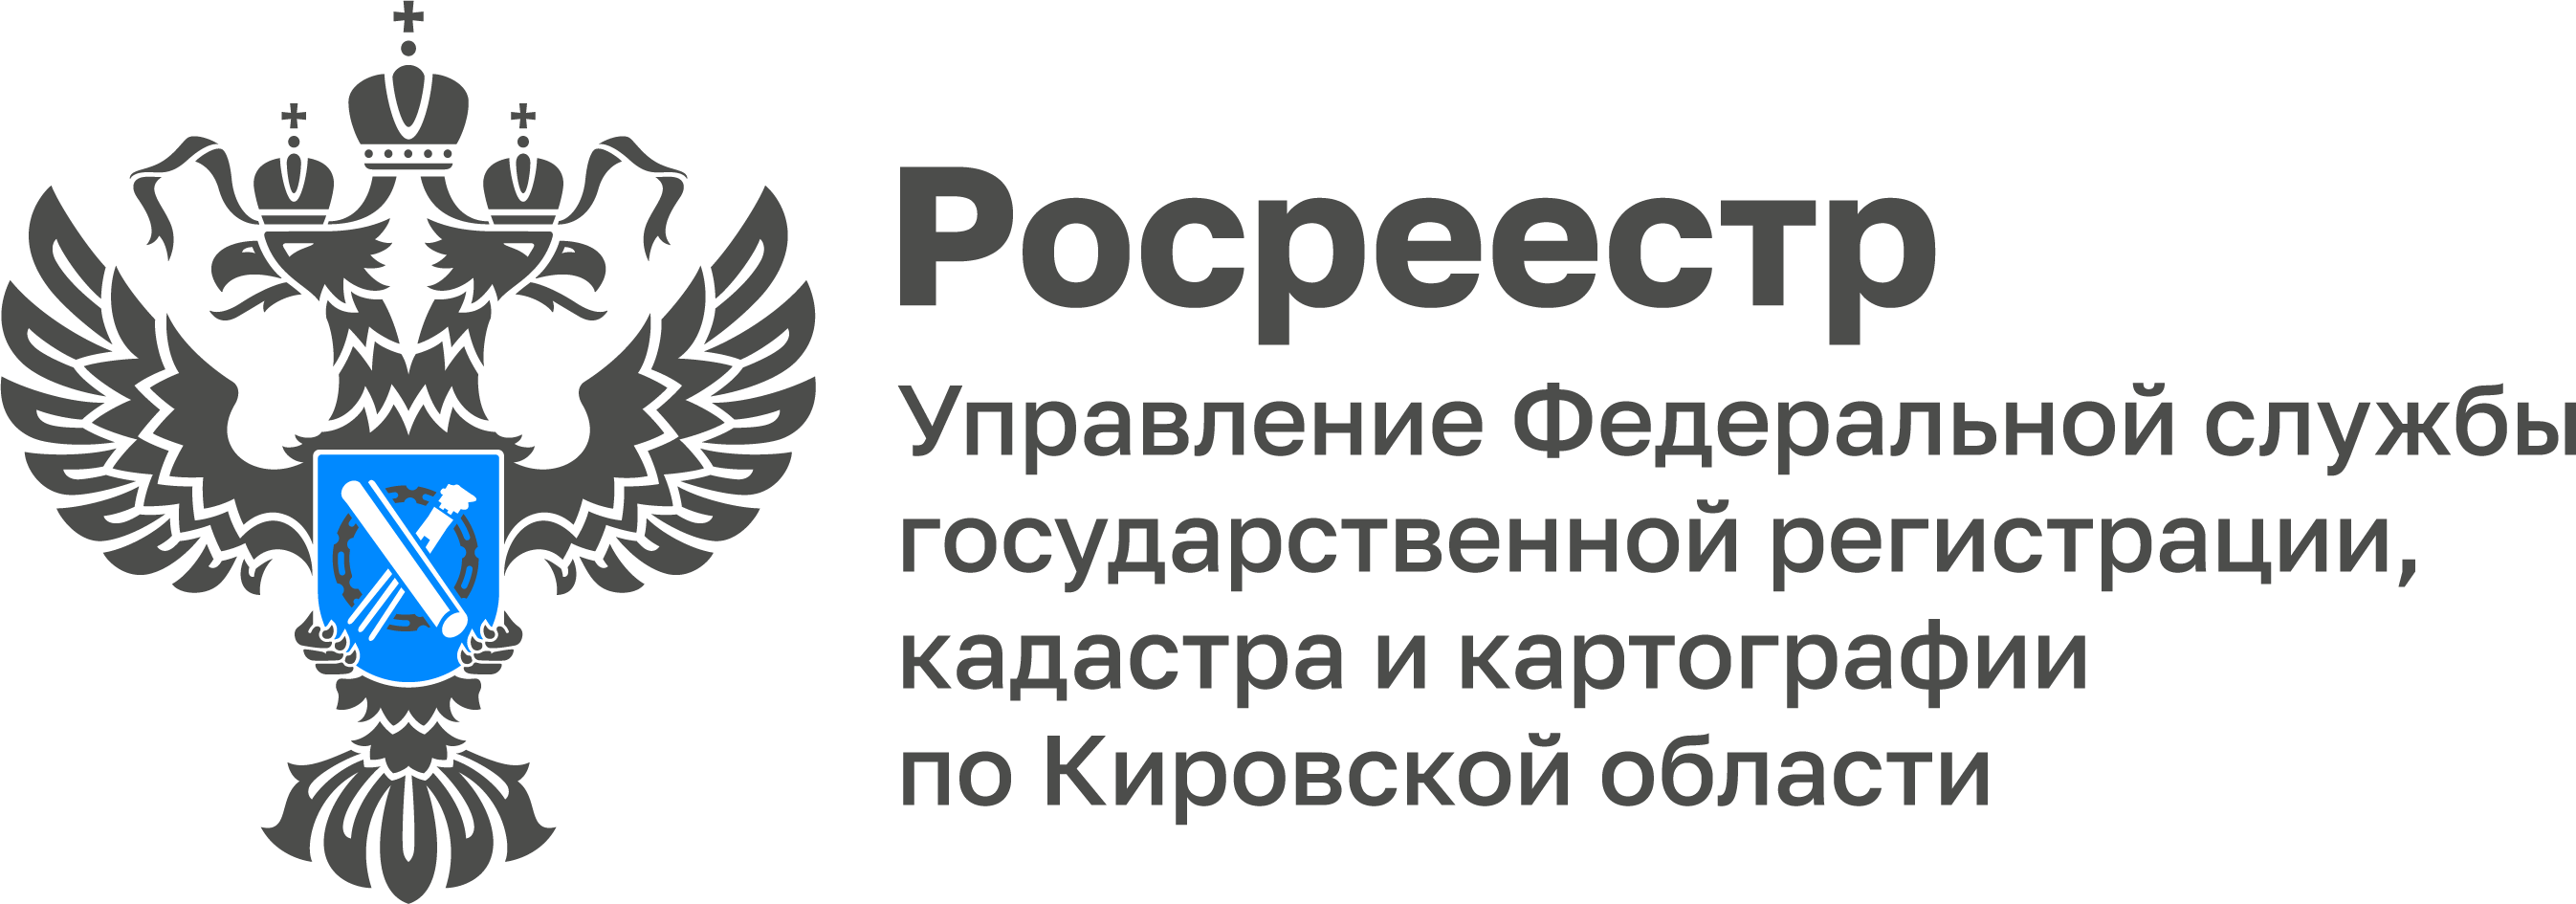 Росреестр
Управление Федеральной службы
государственной регистрации,
кадастра и картографии
по Кировской области